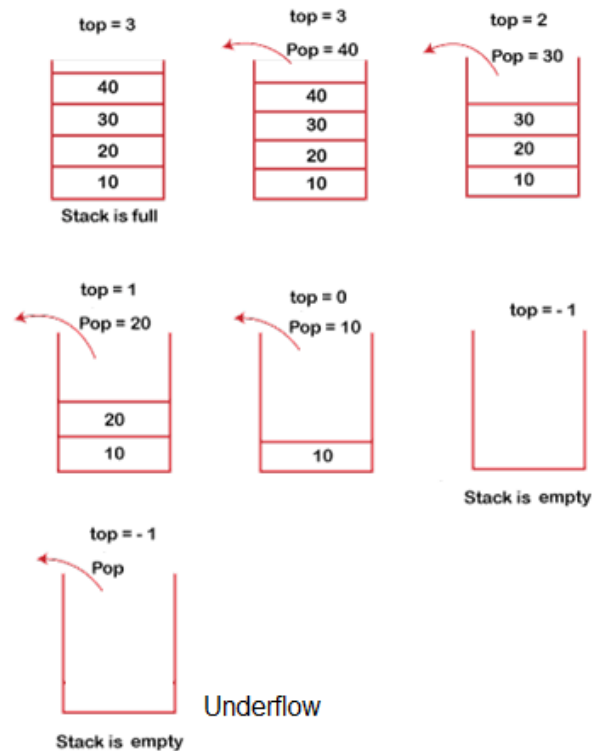 top = 3
40
30
20
10
Stack is full
top = 3
Pop = 40
40
30
20
10
top = 2
Pop = 30
30
20
10
top = 1
Pop = 20
20
10
top = 0
Pop = 10
10
top = - 1
Stack is empty
top = - 1
Pop
Underflow
Stack is empty